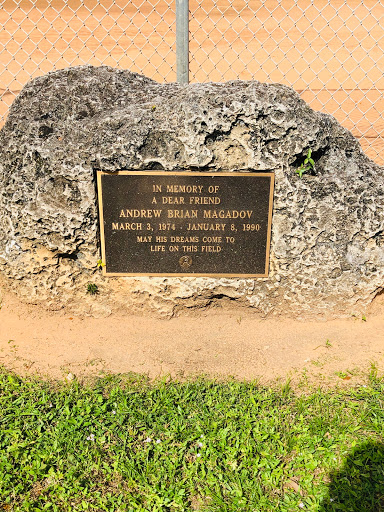 IN MEMORY OF
A DEAR FRIEND
ANDREW BRIAN MAGADOV
MARCH 3, 1974 - JANUARY 8, 1990
MAY HIS DREAMS COME TO
LIFE ON THIS FIELD